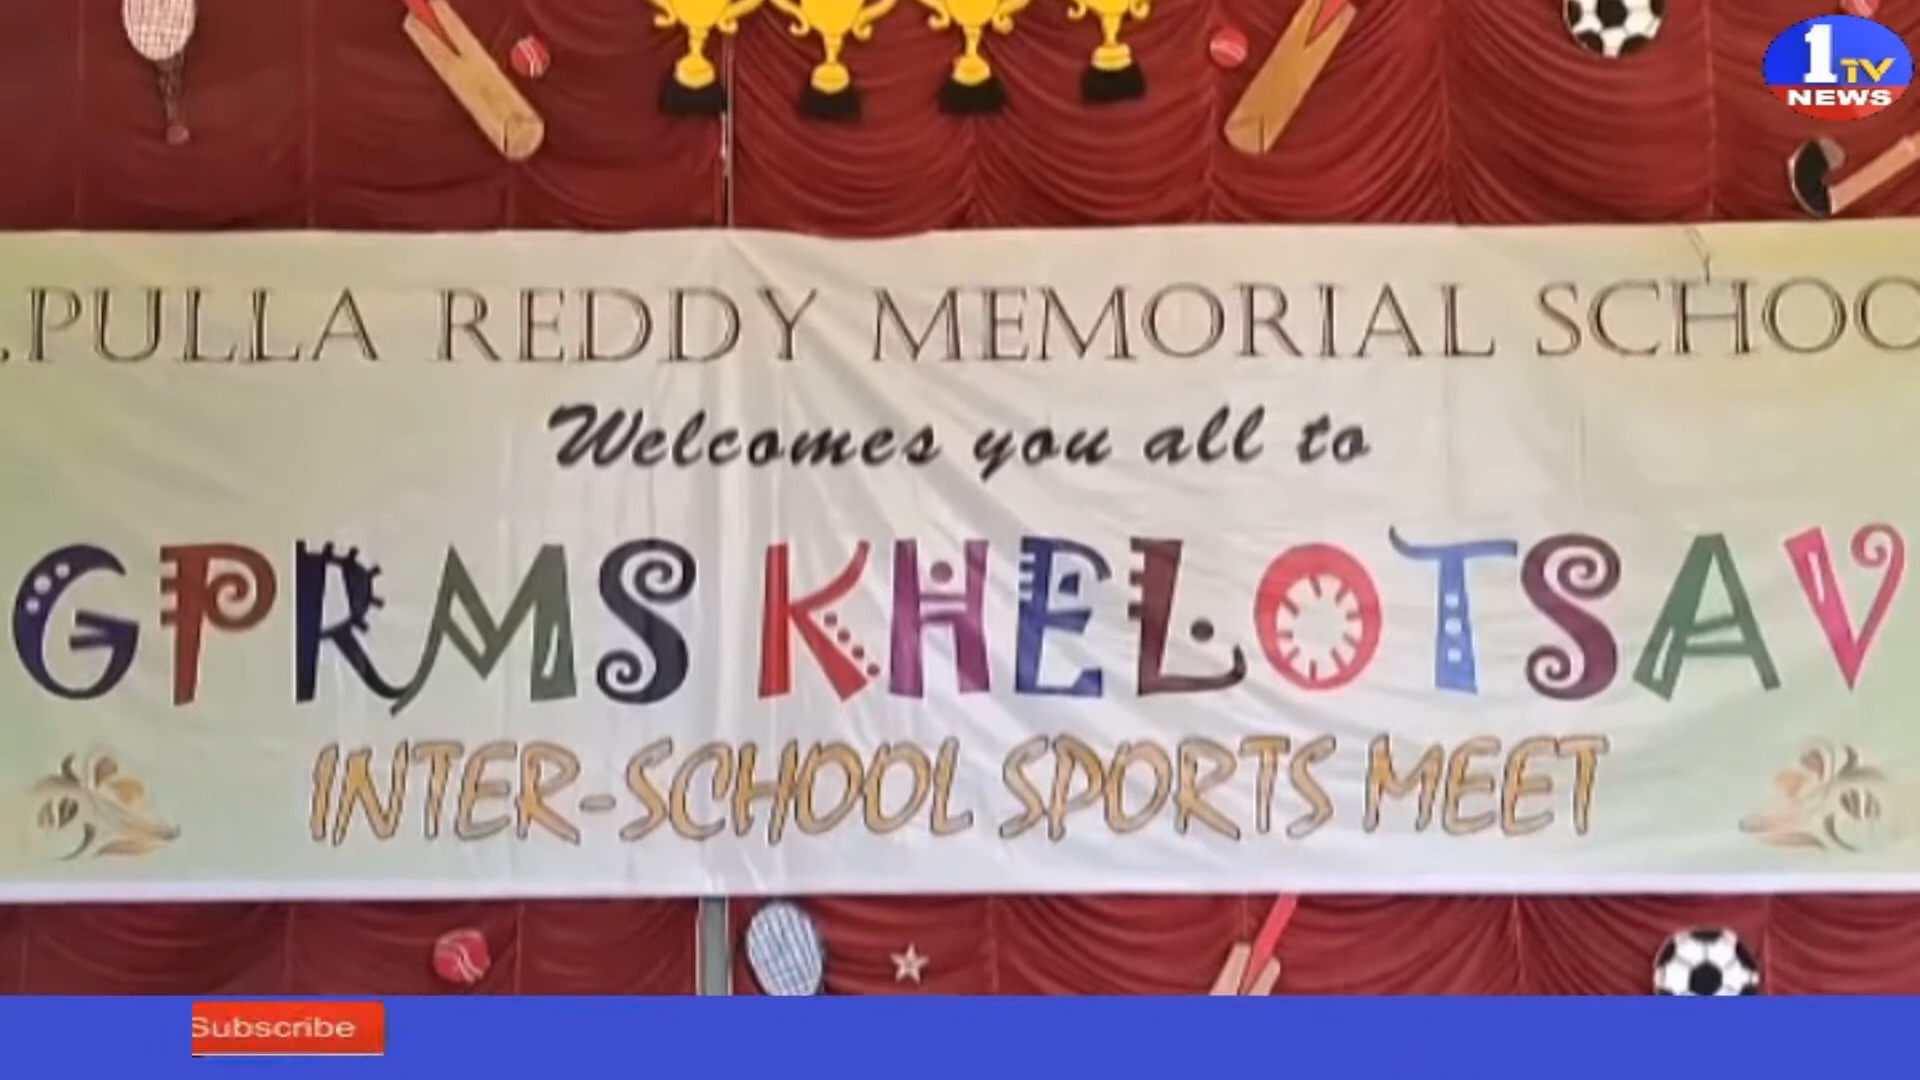 1 TV
NEWS
.PULLA REDDY MEMORIAL SCHOO
Welcomes you all to
GPRMS KHELOTSAV
INTER-SCHOOL SPORTS MEET
Subscribe